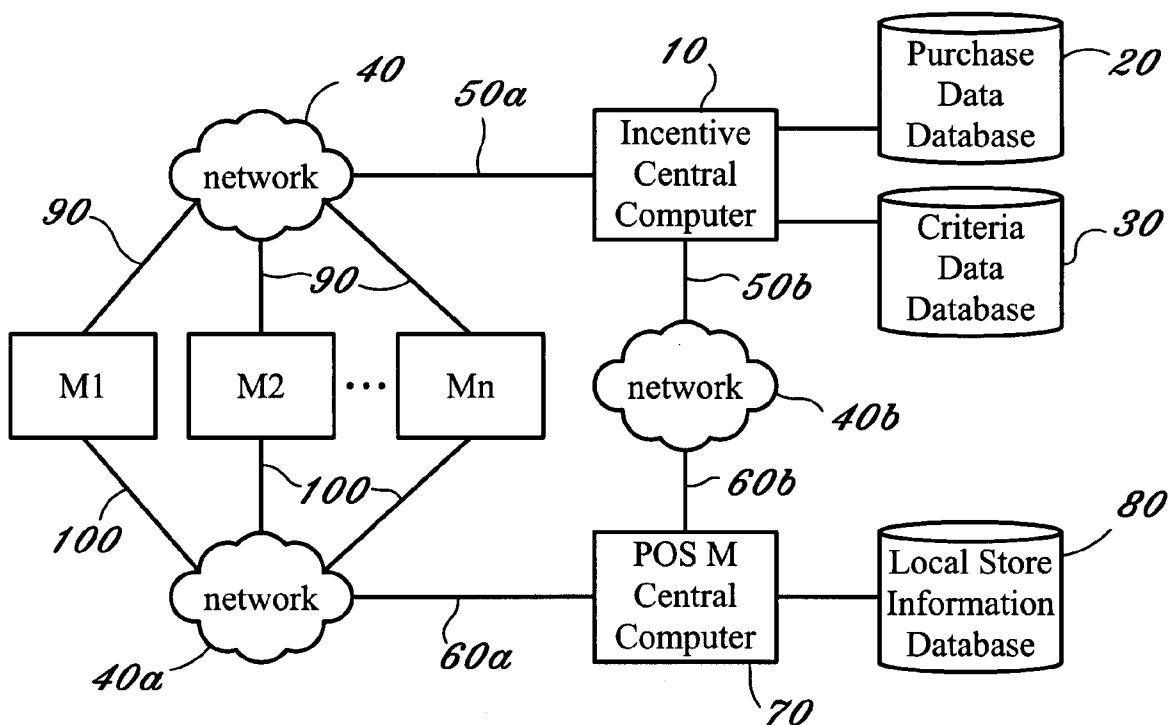 10
Purchase
Data
Database
20
40
50a
Incentive
Central
Computer
network
90
90
Criteria
Data
Database
30
50b
M1
M2
...
Mn
network
40b
100
100
60b
80
POS M
Central
Computer
Local Store
Information
Database
network
40a
60a
70